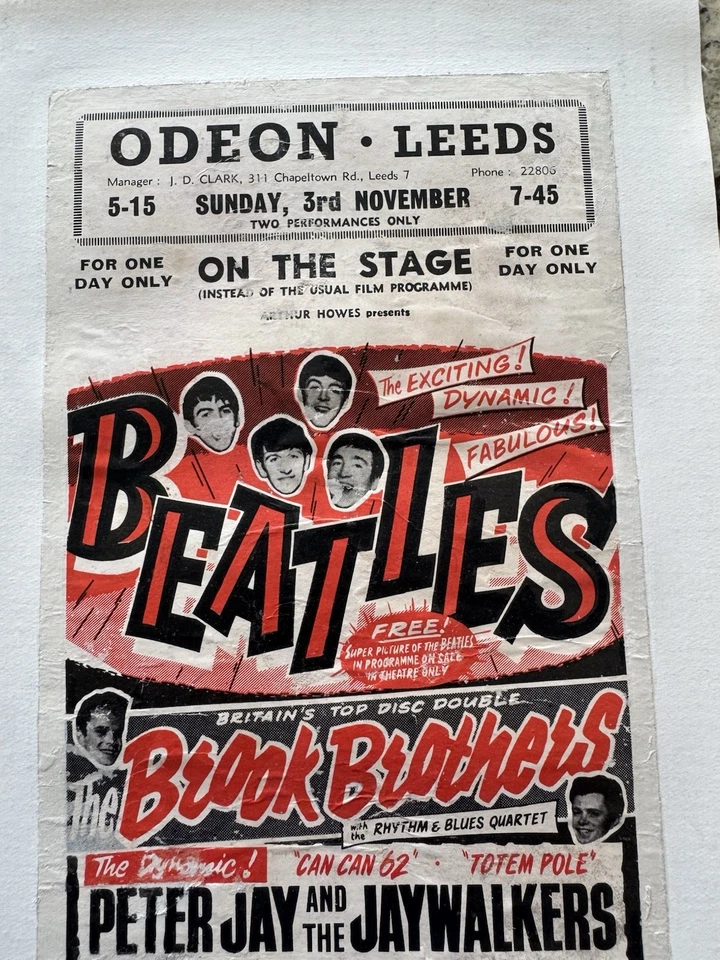 ODEON · LEEDS
Manager : J. D. CLARK, 311 Chapeltown Rd., Leeds 7 Phone : 22806
5-15 SUNDAY, 3rd NOVEMBER 7-45
TWO PERFORMANCES ONLY
FOR ONE DAY ONLY
ON THE STAGE
FOR ONE DAY ONLY
(INSTEAD OF THE USUAL FILM PROGRAMME)
ARTHUR HOWES presents
The EXCITING!
DYNAMIC!
FABULOUS!
BEATLES
FREE!
SUPER PICTURE OF THE BEATLES
IN PROGRAMME ON SALE
IN THEATRE ONLY
BRITAIN'S TOP DISC DOUBLE
The Brook Brothers
with the RHYTHM & BLUES QUARTET
The Dynamic! "CAN CAN 62" · "TOTEM POLE"
PETER JAY AND THE JAYWALKERS